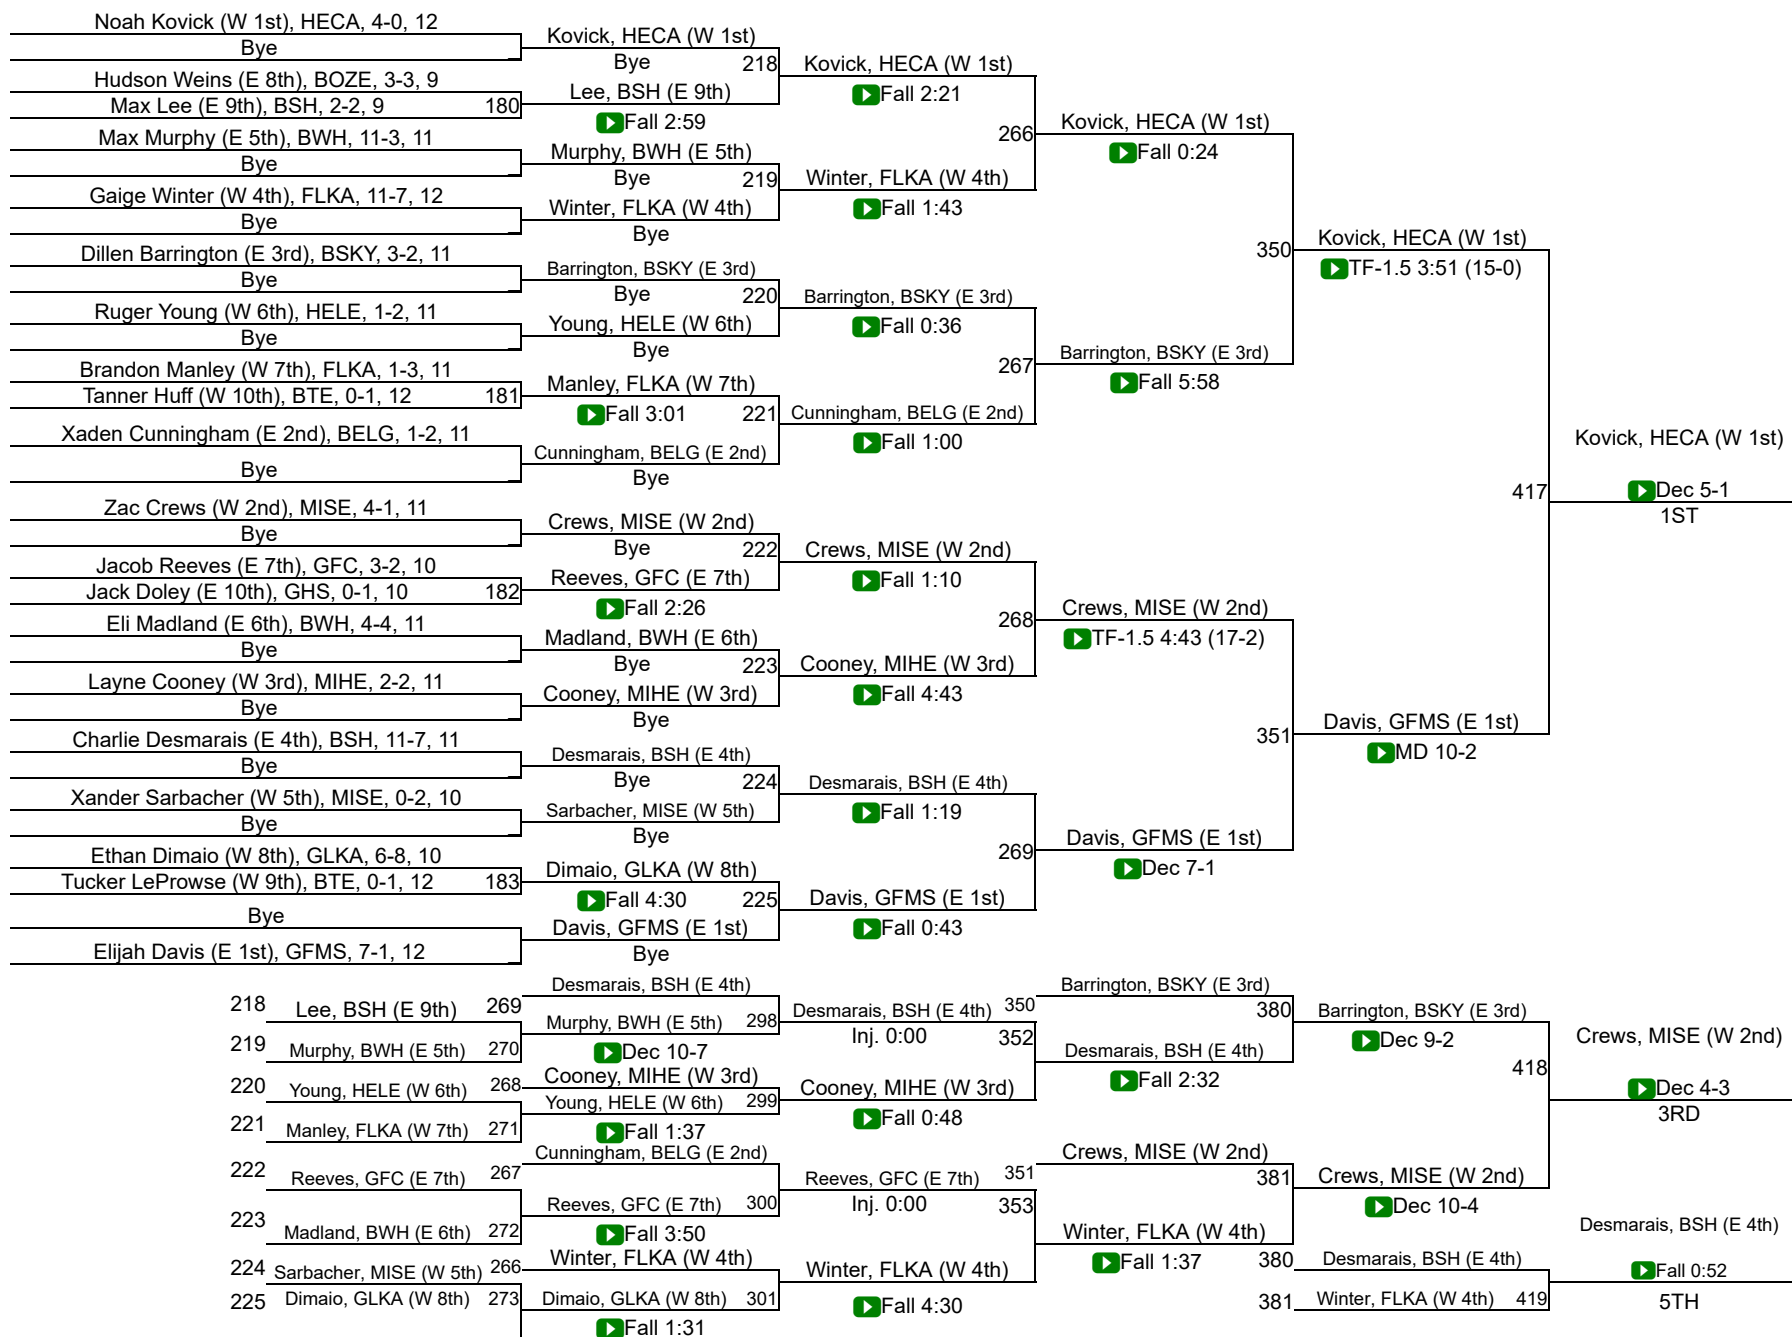 Noah Kovick (W 1st), HECA, 4-0, 12
Bye
Hudson Weins (E 8th), BOZE, 3-3, 9
Max Lee (E 9th), BSH, 2-2, 9
180
Max Murphy (E 5th), BWH, 11-3, 11
Bye
Gaige Winter (W 4th), FLKA, 11-7, 12
Bye
Dillen Barrington (E 3rd), BSKY, 3-2, 11
Bye
Ruger Young (W 6th), HELE, 1-2, 11
Bye
Brandon Manley (W 7th), FLKA, 1-3, 11
Tanner Huff (W 10th), BTE, 0-1, 12
181
Xaden Cunningham (E 2nd), BELG, 1-2, 11
Bye
Zac Crews (W 2nd), MISE, 4-1, 11
Bye
Jacob Reeves (E 7th), GFC, 3-2, 10
Jack Doley (E 10th), GHS, 0-1, 10
182
Eli Madland (E 6th), BWH, 4-4, 11
Bye
Layne Cooney (W 3rd), MIHE, 2-2, 11
Bye
Charlie Desmarais (E 4th), BSH, 11-7, 11
Bye
Xander Sarbacher (W 5th), MISE, 0-2, 10
Bye
Ethan Dimaio (W 8th), GLKA, 6-8, 10
Tucker LeProwse (W 9th), BTE, 0-1, 12
183
Bye
Elijah Davis (E 1st), GFMS, 7-1, 12
Kovick, HECA (W 1st)
Bye
218
Lee, BSH (E 9th)
Fall 2:59
Murphy, BWH (E 5th)
Bye
219
Winter, FLKA (W 4th)
Bye
Barrington, BSKY (E 3rd)
Bye
220
Young, HELE (W 6th)
Bye
Manley, FLKA (W 7th)
Fall 3:01
221
Cunningham, BELG (E 2nd)
Bye
Crews, MISE (W 2nd)
Bye
222
Reeves, GFC (E 7th)
Fall 2:26
Madland, BWH (E 6th)
Bye
223
Cooney, MIHE (W 3rd)
Bye
Desmarais, BSH (E 4th)
Bye
224
Sarbacher, MISE (W 5th)
Bye
Dimaio, GLKA (W 8th)
Fall 4:30
225
Davis, GFMS (E 1st)
Bye
Kovick, HECA (W 1st)
Fall 2:21
266
Winter, FLKA (W 4th)
Fall 1:43
Barrington, BSKY (E 3rd)
Fall 0:36
267
Cunningham, BELG (E 2nd)
Fall 1:00
Crews, MISE (W 2nd)
Fall 1:10
268
Cooney, MIHE (W 3rd)
Fall 4:43
Desmarais, BSH (E 4th)
Fall 1:19
269
Davis, GFMS (E 1st)
Fall 0:43
Kovick, HECA (W 1st)
Fall 0:24
350
Barrington, BSKY (E 3rd)
Fall 5:58
Crews, MISE (W 2nd)
TF-1.5 4:43 (17-2)
351
Davis, GFMS (E 1st)
Dec 7-1
Kovick, HECA (W 1st)
TF-1.5 3:51 (15-0)
417
Davis, GFMS (E 1st)
MD 10-2
Kovick, HECA (W 1st)
Dec 5-1
1ST
218
Lee, BSH (E 9th)
219
Murphy, BWH (E 5th)
270
220
Young, HELE (W 6th)
221
Manley, FLKA (W 7th)
271
222
Reeves, GFC (E 7th)
223
Madland, BWH (E 6th)
272
224
Sarbacher, MISE (W 5th)
225
Dimaio, GLKA (W 8th)
273
269
Desmarais, BSH (E 4th)
Murphy, BWH (E 5th)
298
Dec 10-7
268
Cooney, MIHE (W 3rd)
Young, HELE (W 6th)
299
Fall 1:37
267
Cunningham, BELG (E 2nd)
Reeves, GFC (E 7th)
300
Fall 3:50
266
Winter, FLKA (W 4th)
Dimaio, GLKA (W 8th)
301
Fall 1:31
Desmarais, BSH (E 4th)
Inj. 0:00
352
Cooney, MIHE (W 3rd)
Fall 0:48
Reeves, GFC (E 7th)
Inj. 0:00
353
Winter, FLKA (W 4th)
Fall 4:30
350
Barrington, BSKY (E 3rd)
380
Desmarais, BSH (E 4th)
Fall 2:32
351
Crews, MISE (W 2nd)
381
Winter, FLKA (W 4th)
Fall 1:37
Barrington, BSKY (E 3rd)
Dec 9-2
418
Crews, MISE (W 2nd)
Dec 10-4
Crews, MISE (W 2nd)
Dec 4-3
3RD
380
Desmarais, BSH (E 4th)
381
Winter, FLKA (W 4th)
419
Desmarais, BSH (E 4th)
Fall 0:52
5TH